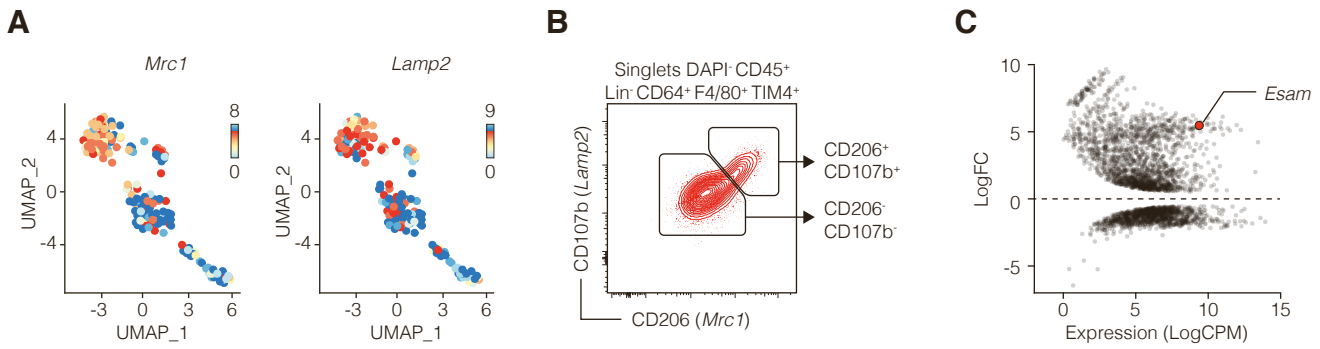 A
Mrc1
8
0
4
0
-4
UMAP_2
-3
0
3
6
UMAP_1
Lamp2
9
0
4
0
-4
UMAP_2
-3
0
3
6
UMAP_1
B
Singlets DAPI⁻ CD45⁺
Lin⁻ CD64⁺ F4/80⁺ TIM4⁺
CD107b (Lamp2)
CD206⁺
CD107b⁺
CD206⁻
CD107b⁻
CD206 (Mrc1)
C
10
5
0
-5
LogFC
Esam
0
5
10
15
Expression (LogCPM)